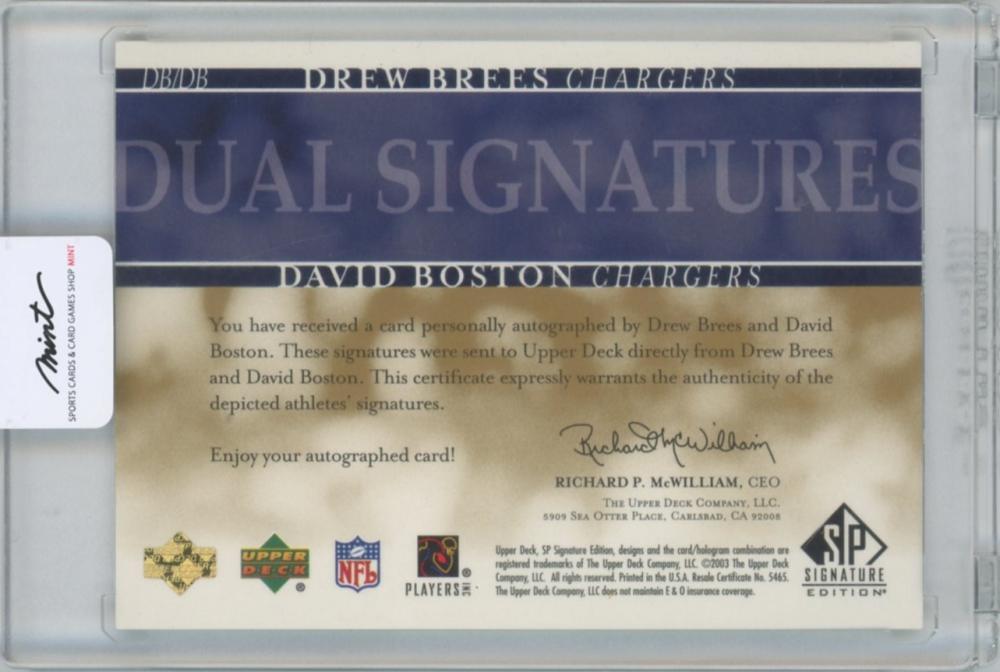 DB/DB DREW BREES CHARGERS
DUAL SIGNATURES
DAVID BOSTON CHARGERS
You have received a card personally autographed by Drew Brees and David
Boston. These signatures were sent to Upper Deck directly from Drew Brees
and David Boston. This certificate expressly warrants the authenticity of the
depicted athletes' signatures.
Enjoy your autographed card!
Richard McWilliam
RICHARD P. McWILLIAM, CEO
THE UPPER DECK COMPANY, LLC.
5909 SEA OTTER PLACE, CARLSBAD, CA 92008
UPPER
DECK®
NFL
PLAYERS INC ®
Upper Deck, SP Signature Edition, designs and the card/hologram combination are
registered trademarks of The Upper Deck Company, LLC. ©2003 The Upper Deck
Company, LLC. All rights reserved. Printed in the U.S.A. Resale Certificate No. 5465.
The Upper Deck Company, LLC does not maintain E & O insurance coverage.
SP
SIGNATURE
EDITION®
mint
SPORTS CARDS & CARD GAMES SHOP MINT